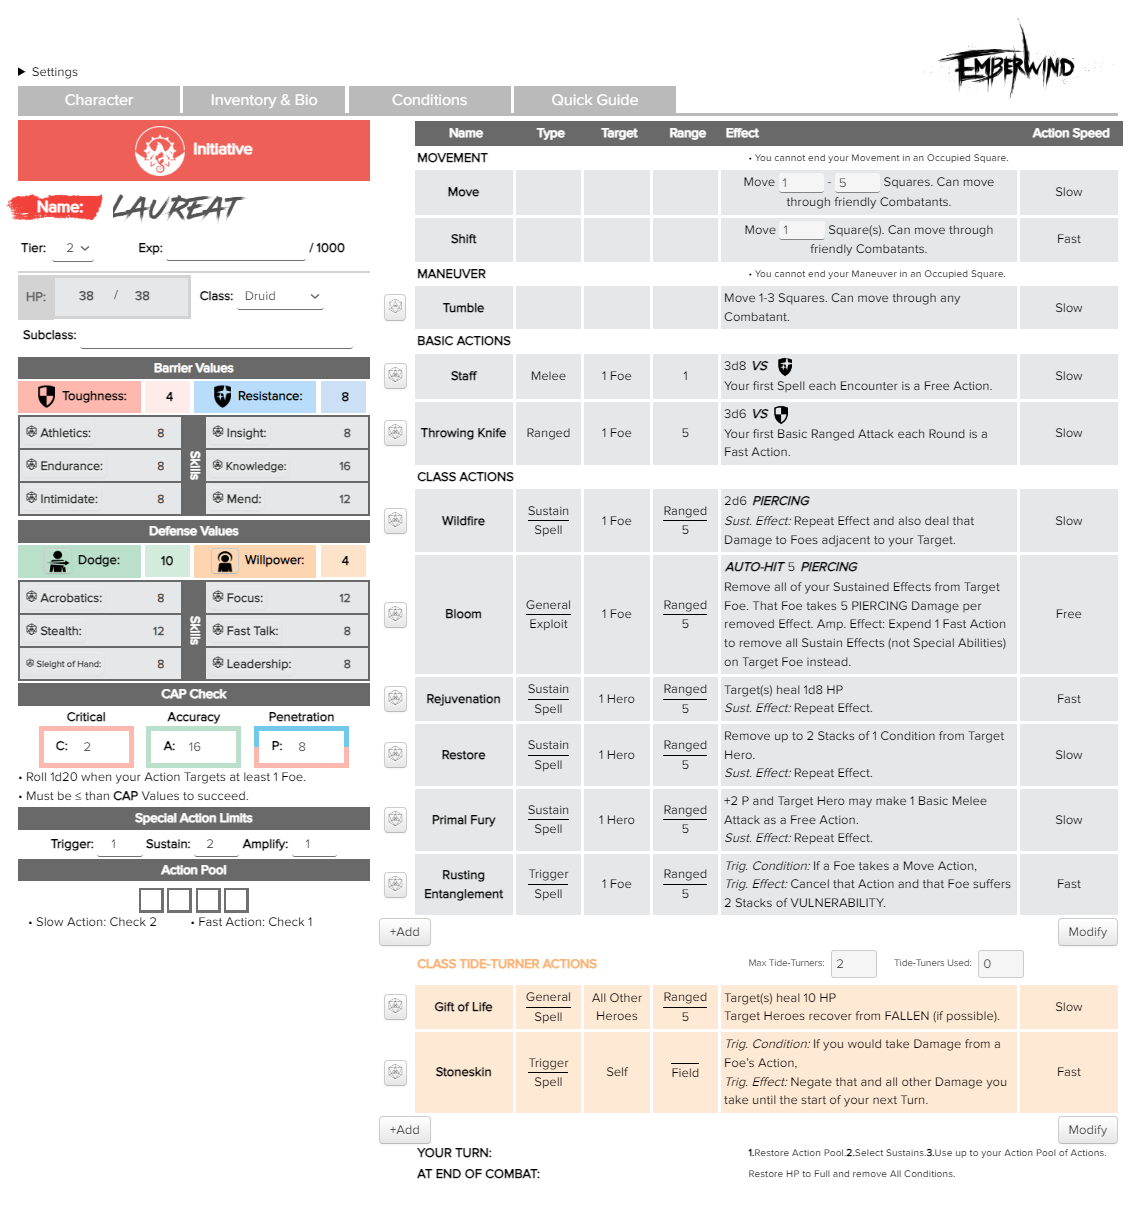 EMBERWIND
Settings
Character
Inventory & Bio
Conditions
Quick Guide
Initiative
Name: LAUREAT
Tier: 2 Exp: / 1000
HP: 38 / 38 Class: Druid
Subclass:
Barrier Values
Toughness: 4 Resistance: 8
Skills
Athletics: 8 Insight: 8
Endurance: 8 Knowledge: 16
Intimidate: 8 Mend: 12
Defense Values
Dodge: 10 Willpower: 4
Skills
Acrobatics: 8 Focus: 12
Stealth: 12 Fast Talk: 8
Sleight of Hand: 8 Leadership: 8
CAP Check
Critical Accuracy Penetration
C: 2 A: 16 P: 8
• Roll 1d20 when your Action Targets at least 1 Foe.
• Must be ≤ than CAP Values to succeed.
Special Action Limits
Trigger: 1 Sustain: 2 Amplify: 1
Action Pool
• Slow Action: Check 2 • Fast Action: Check 1
Name Type Target Range Effect Action Speed
MOVEMENT • You cannot end your Movement in an Occupied Square.
Move
Move 1 - 5 Squares. Can move
through friendly Combatants.
Slow
Shift
Move 1 Square(s). Can move through
friendly Combatants.
Fast
MANEUVER • You cannot end your Maneuver in an Occupied Square.
Tumble
Move 1-3 Squares. Can move through any
Combatant.
Slow
BASIC ACTIONS
Staff Melee 1 Foe 1
3d8 VS
Your first Spell each Encounter is a Free Action.
Slow
Throwing Knife Ranged 1 Foe 5
3d6 VS
Your first Basic Ranged Attack each Round is a
Fast Action.
Slow
CLASS ACTIONS
Wildfire
Sustain
Spell
1 Foe
Ranged
5
2d6 PIERCING
Sust. Effect: Repeat Effect and also deal that
Damage to Foes adjacent to your Target.
Slow
Bloom
General
Exploit
1 Foe
Ranged
5
AUTO-HIT 5 PIERCING
Remove all of your Sustained Effects from Target
Foe. That Foe takes 5 PIERCING Damage per
removed Effect. Amp. Effect: Expend 1 Fast Action
to remove all Sustain Effects (not Special Abilities)
on Target Foe instead.
Free
Rejuvenation
Sustain
Spell
1 Hero
Ranged
5
Target(s) heal 1d8 HP
Sust. Effect: Repeat Effect.
Fast
Restore
Sustain
Spell
1 Hero
Ranged
5
Remove up to 2 Stacks of 1 Condition from Target
Hero.
Sust. Effect: Repeat Effect.
Slow
Primal Fury
Sustain
Spell
1 Hero
Ranged
5
+2 P and Target Hero may make 1 Basic Melee
Attack as a Free Action.
Sust. Effect: Repeat Effect.
Slow
Rusting
Entanglement
Trigger
Spell
1 Foe
Ranged
5
Trig. Condition: If a Foe takes a Move Action,
Trig. Effect: Cancel that Action and that Foe suffers
2 Stacks of VULNERABILITY.
Fast
+Add Modify
CLASS TIDE-TURNER ACTIONS Max Tide-Turners: 2 Tide-Tuners Used: 0
Gift of Life
General
Spell
All Other
Heroes
Ranged
5
Target(s) heal 10 HP
Target Heroes recover from FALLEN (if possible).
Slow
Stoneskin
Trigger
Spell
Self
Field
Trig. Condition: If you would take Damage from a
Foe's Action,
Trig. Effect: Negate that and all other Damage you
take until the start of your next Turn.
Fast
+Add Modify
YOUR TURN: 1.Restore Action Pool.2.Select Sustains.3.Use up to your Action Pool of Actions.
AT END OF COMBAT: Restore HP to Full and remove All Conditions.